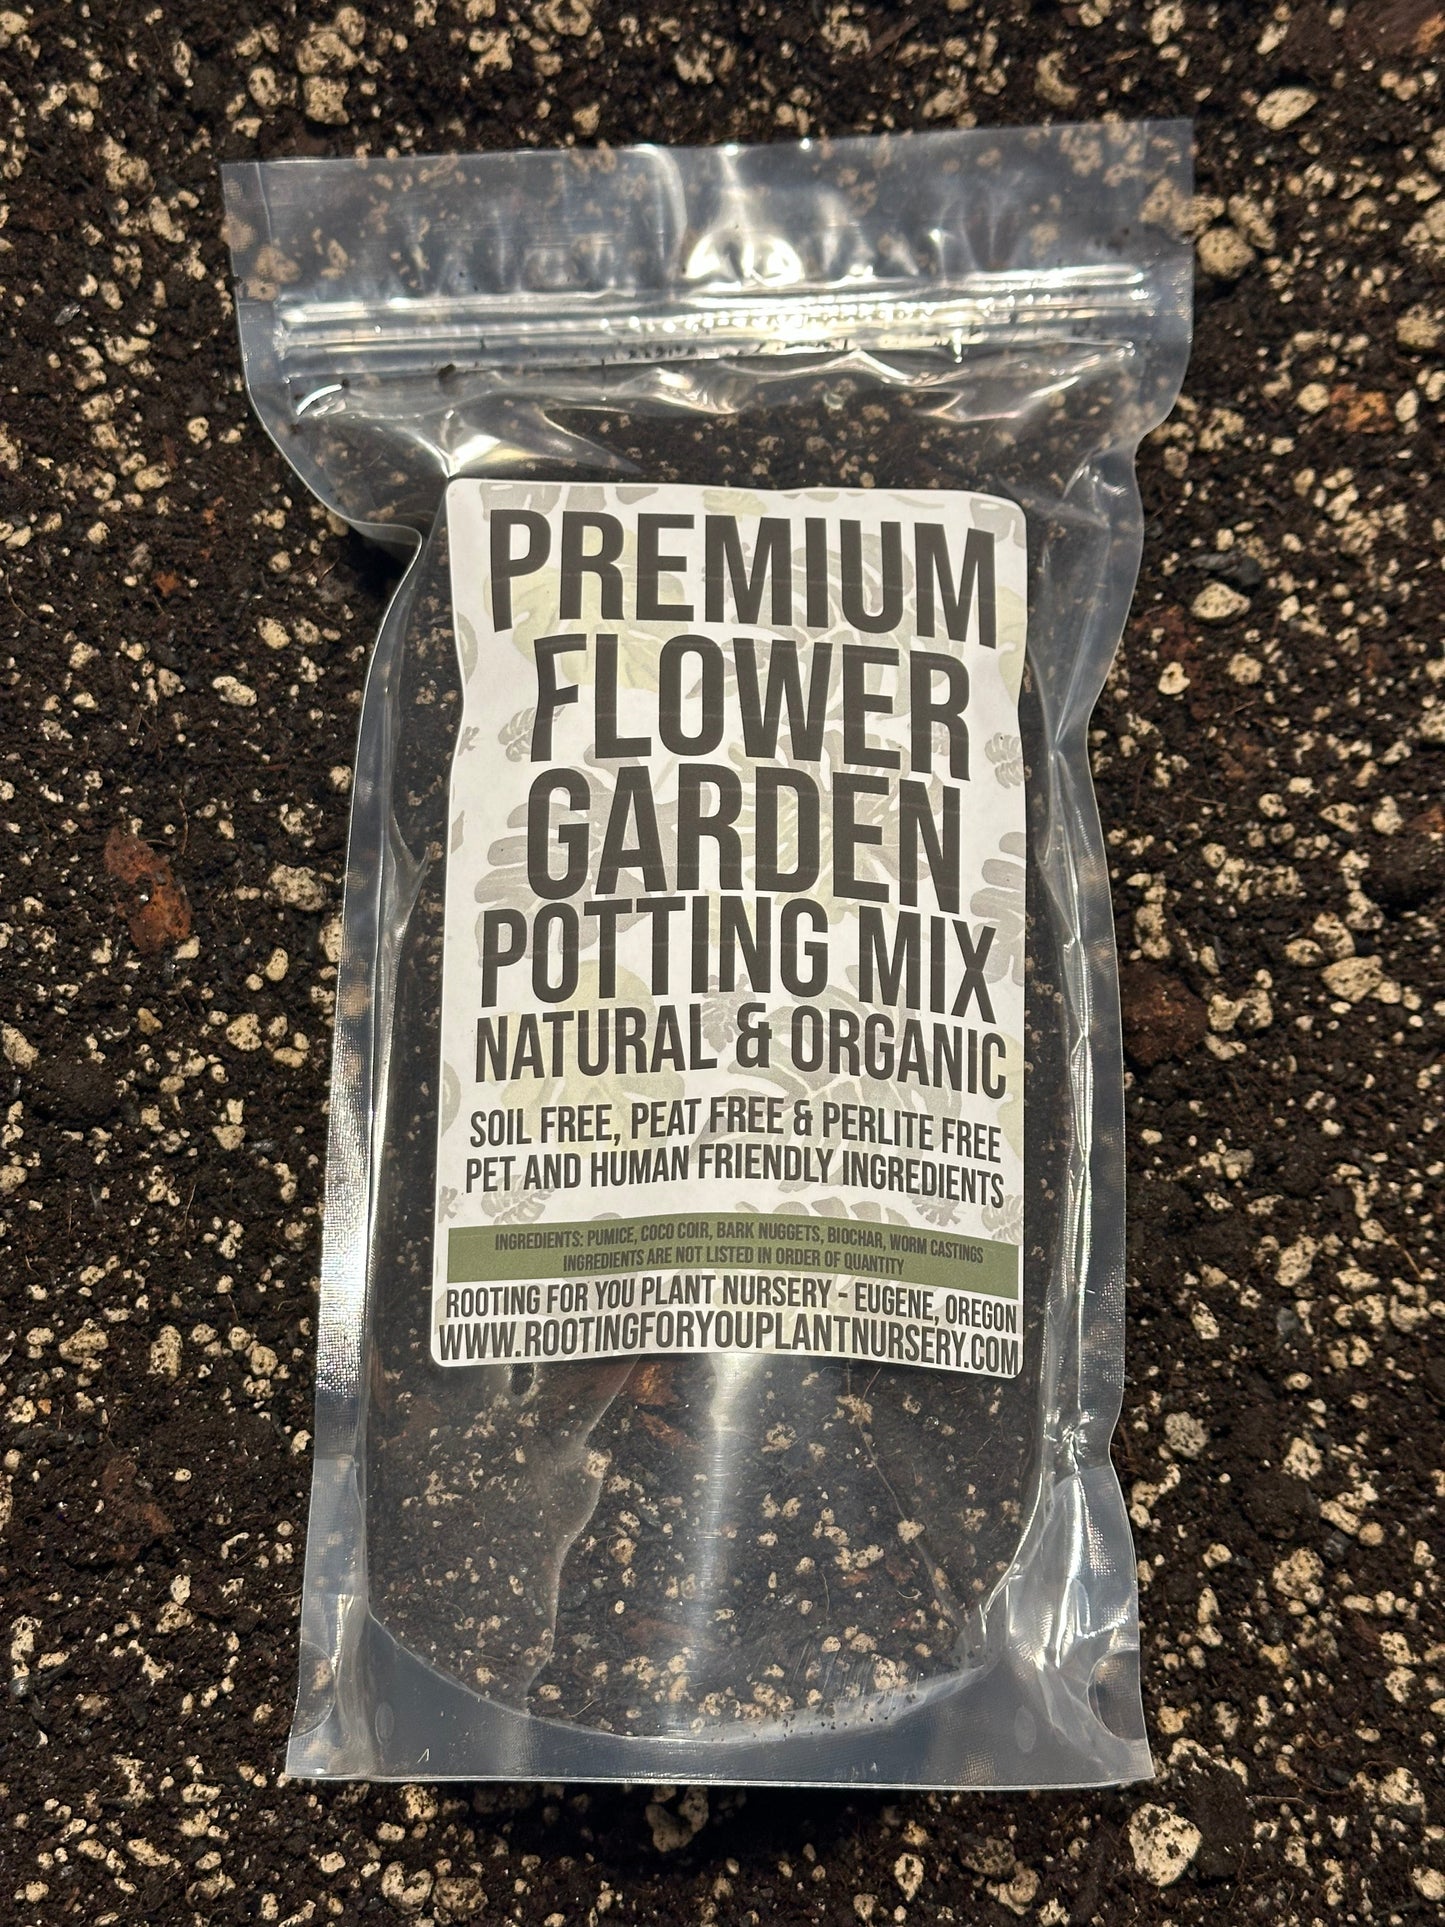 PREMIUM
FLOWER
GARDEN
POTTING MIX
NATURAL & ORGANIC
SOIL FREE, PEAT FREE & PERLITE FREE
PET AND HUMAN FRIENDLY INGREDIENTS
INGREDIENTS: PUMICE, COCO COIR, BARK NUGGETS, BIOCHAR, WORM CASTINGS
INGREDIENTS ARE NOT LISTED IN ORDER OF QUANTITY
ROOTING FOR YOU PLANT NURSERY - EUGENE, OREGON
WWW.ROOTINGFORYOUPLANTNURSERY.COM